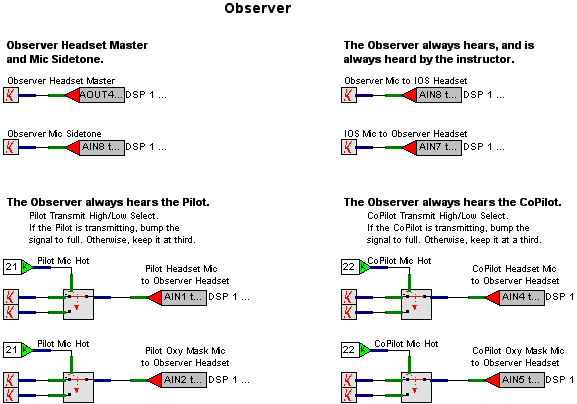 Observer
Observer Headset Master
and Mic Sidetone.
Observer Headset Master
K AOUT4... DSP 1 ...
Observer Mic Sidetone
K AIN8 t... DSP 1 ...
The Observer always hears, and is
always heard by the instructor.
Observer Mic to IOS Headset
K AIN8 t... DSP 1 ...
IOS Mic to Observer Headset
K AIN7 t... DSP 1 ...
The Observer always hears the Pilot.
Pilot Transmit High/Low Select.
If the Pilot is transmitting, bump the
signal to full. Otherwise, keep it at third.
21 Pilot Mic Hot
Pilot Headset Mic
to Observer Headset
K AIN1 t... DSP 1 ...
K
21 Pilot Mic Hot
Pilot Oxy Mask Mic
to Observer Headset
K AIN2 t... DSP 1 ...
K
The Observer always hears the CoPilot.
CoPilot Transmit High/Low Select.
If the CoPilot is transmitting, bump the
signal to full. Otherwise, keep it at a third.
22 CoPilot Mic Hot
CoPilot Headset Mic
to Observer Headset
K AIN4 t... DSP 1 ...
K
22 CoPilot Mic Hot
CoPilot Oxy Mask Mic
to Observer Headset
K AIN5 t... DSP 1 ...
K